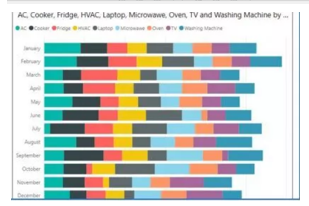 AC, Cooker, Fridge, HVAC, Laptop, Microwawe, Oven, TV and Washing Machine by ...
AC Cooker Fridge HVAC Laptop Microwawe Oven TV Washing Machine
January
February
March
April
May
June
July
August
September
October
November
December